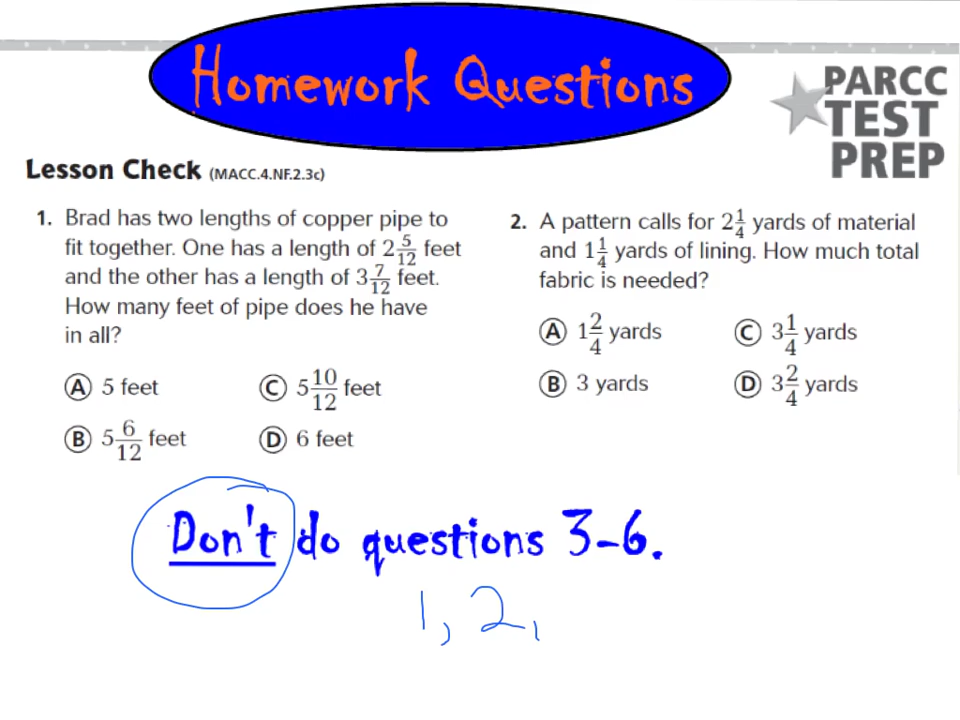 Homework Questions
PARCC
TEST
PREP
Lesson Check (MACC.4.NF.2.3c)
1. Brad has two lengths of copper pipe to
fit together. One has a length of 2 5/12 feet
and the other has a length of 3 7/12 feet.
How many feet of pipe does he have
in all?
A 5 feet
C 5 10/12 feet
B 5 6/12 feet
D 6 feet
2. A pattern calls for 2 1/4 yards of material
and 1 1/4 yards of lining. How much total
fabric is needed?
A 1 2/4 yards
C 3 1/4 yards
B 3 yards
D 3 2/4 yards
Don't do questions 3-6.
1, 2,